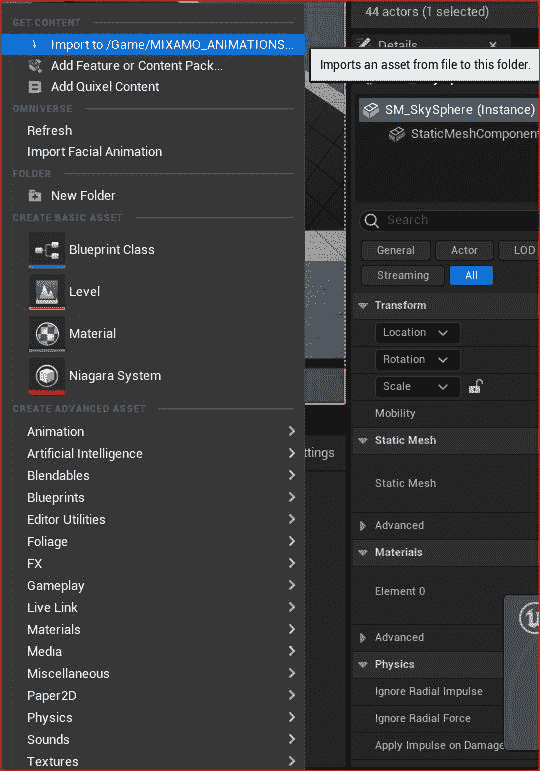 GET CONTENT
Import to /Game/MIXAMO_ANIMATIONS...
Add Feature or Content Pack...
Add Quixel Content
OMNIVERSE
Refresh
Import Facial Animation
FOLDER
New Folder
CREATE BASIC ASSET
Blueprint Class
Level
Material
Niagara System
CREATE ADVANCED ASSET
Animation
Artificial Intelligence
Blendables
Blueprints
Editor Utilities
Foliage
FX
Gameplay
Live Link
Materials
Media
Miscellaneous
Paper2D
Physics
Sounds
Textures
ttings
44 actors (1 selected)
Details
Imports an asset from file to this folder.
SM_SkySphere (Instance)
StaticMeshComponen
Search
General
Actor
LOD
Streaming
All
Transform
Location
Rotation
Scale
Mobility
Static Mesh
Static Mesh
Advanced
Materials
Element 0
Advanced
Physics
Ignore Radial Impulse
Ignore Radial Force
Apply Impulse on Damage